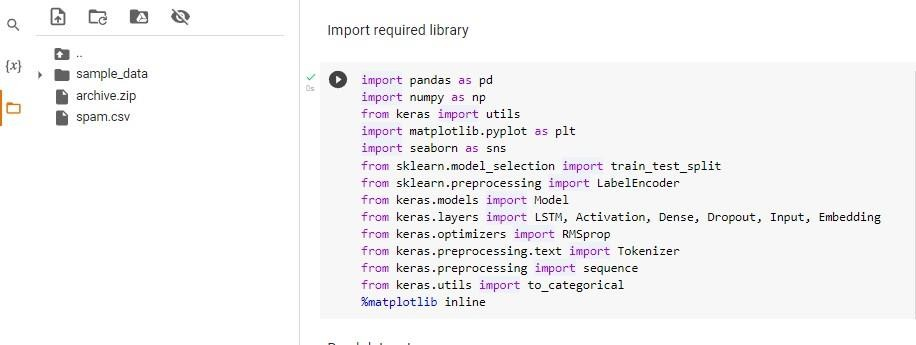 {x}
..
sample_data
archive.zip
spam.csv
Import required library
0s
import pandas as pd
import numpy as np
from keras import utils
import matplotlib.pyplot as plt
import seaborn as sns
from sklearn.model_selection import train_test_split
from sklearn.preprocessing import LabelEncoder
from keras.models import Model
from keras.layers import LSTM, Activation, Dense, Dropout, Input, Embedding
from keras.optimizers import RMSprop
from keras.preprocessing.text import Tokenizer
from keras.preprocessing import sequence
from keras.utils import to_categorical
%matplotlib inline